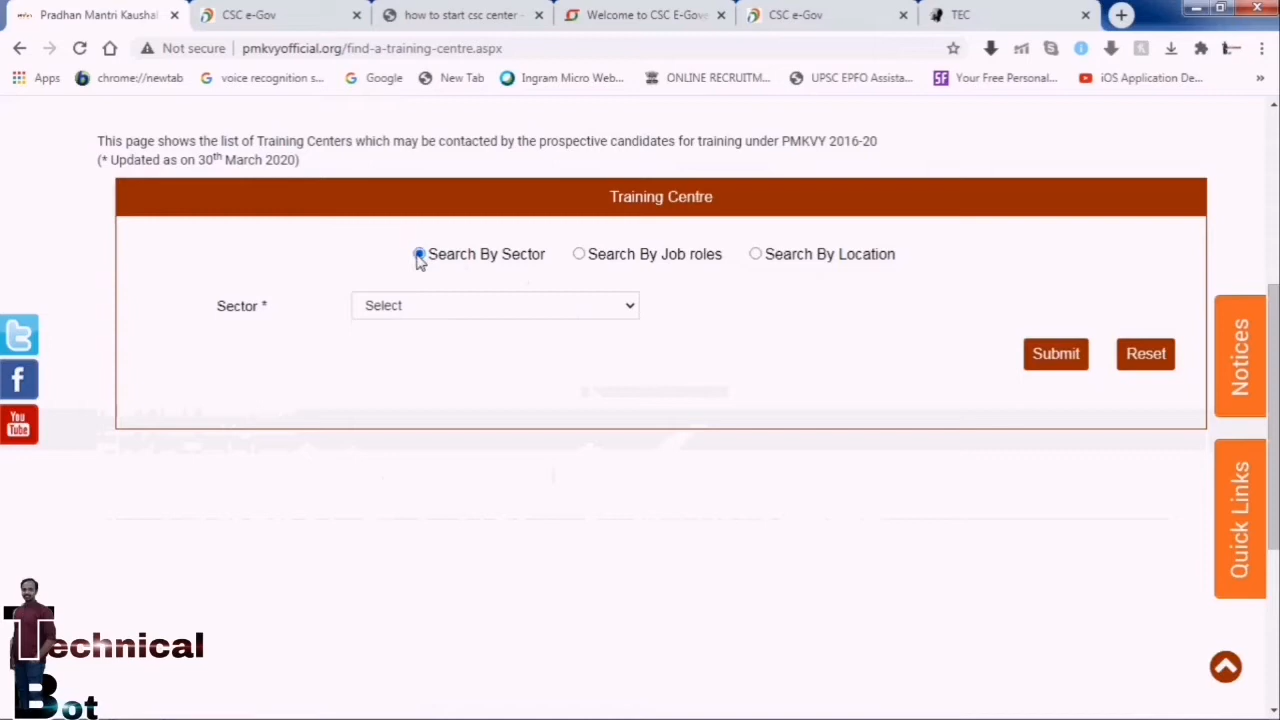 Pradhan Mantri Kaushal
CSC e-Gov
how to start csc center -
Welcome to CSC E-Gove
CSC e-Gov
TEC
Not secure
pmkvyofficial.org/find-a-training-centre.aspx
Apps
chrome://newtab
voice recognition s...
Google
New Tab
Ingram Micro Web...
ONLINE RECRUITM...
UPSC EPFO Assista...
SF
Your Free Personal...
iOS Application De...
»
This page shows the list of Training Centers which may be contacted by the prospective candidates for training under PMKVY 2016-20
(* Updated as on 30th March 2020)
Training Centre
Search By Sector
Search By Job roles
Search By Location
Sector *
Select
Submit
Reset
Notices
Quick Links
You
Tube
Technical
Bot